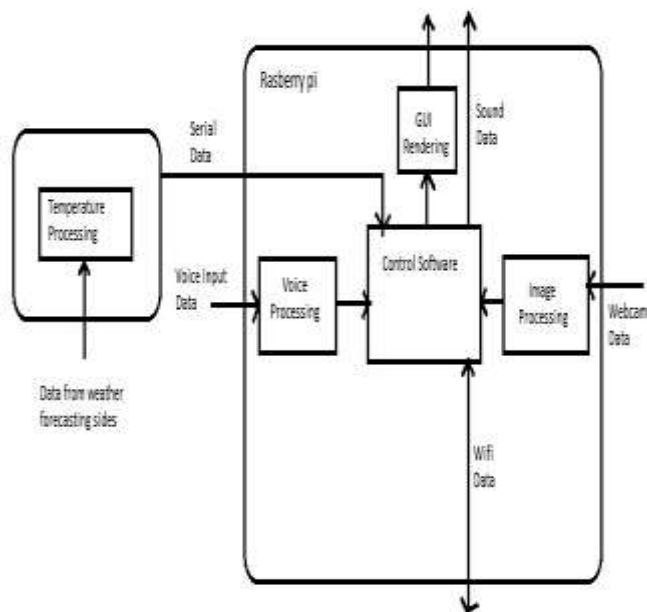 Rasberry pi
GUI
Rendering
Sound
Data
Serial
Data
Temperature
Processing
Voice Input
Data
Voice
Processing
Control Software
Image
Processing
Webcam
Data
Data from weather
forecasting sides
Wifi
Data